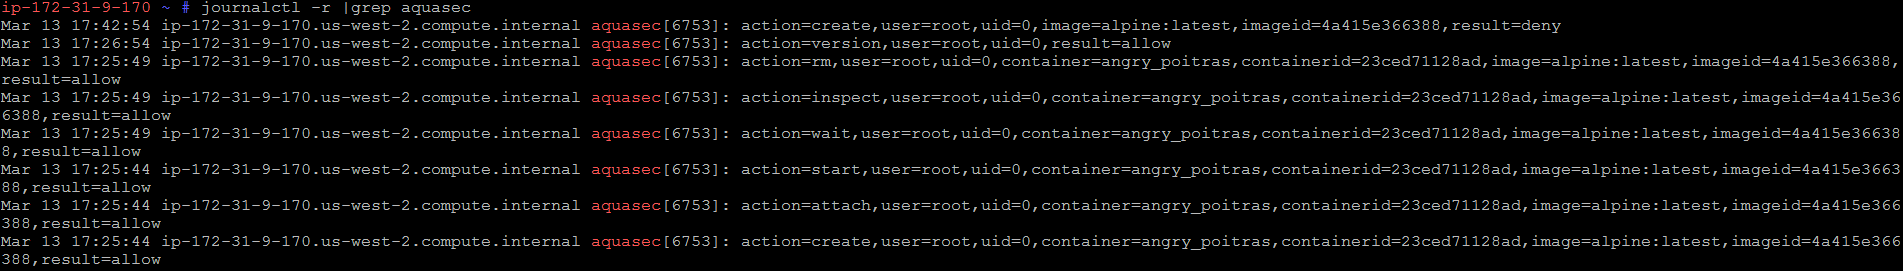 ip-172-31-9-170 ~ # journalctl -r |grep aquasec
Mar 13 17:42:54 ip-172-31-9-170.us-west-2.compute.internal aquasec[6753]: action=create,user=root,uid=0,image=alpine:latest,imageid=4a415e366388,result=deny
Mar 13 17:26:54 ip-172-31-9-170.us-west-2.compute.internal aquasec[6753]: action=version,user=root,uid=0,result=allow
Mar 13 17:25:49 ip-172-31-9-170.us-west-2.compute.internal aquasec[6753]: action=rm,user=root,uid=0,container=angry_poitras,containerid=23ced71128ad,image=alpine:latest,imageid=4a415e366388,
result=allow
Mar 13 17:25:49 ip-172-31-9-170.us-west-2.compute.internal aquasec[6753]: action=inspect,user=root,uid=0,container=angry_poitras,containerid=23ced71128ad,image=alpine:latest,imageid=4a415e36
6388,result=allow
Mar 13 17:25:49 ip-172-31-9-170.us-west-2.compute.internal aquasec[6753]: action=wait,user=root,uid=0,container=angry_poitras,containerid=23ced71128ad,image=alpine:latest,imageid=4a415e36638
8,result=allow
Mar 13 17:25:44 ip-172-31-9-170.us-west-2.compute.internal aquasec[6753]: action=start,user=root,uid=0,container=angry_poitras,containerid=23ced71128ad,image=alpine:latest,imageid=4a415e3663
88,result=allow
Mar 13 17:25:44 ip-172-31-9-170.us-west-2.compute.internal aquasec[6753]: action=attach,user=root,uid=0,container=angry_poitras,containerid=23ced71128ad,image=alpine:latest,imageid=4a415e366
388,result=allow
Mar 13 17:25:44 ip-172-31-9-170.us-west-2.compute.internal aquasec[6753]: action=create,user=root,uid=0,container=angry_poitras,containerid=23ced71128ad,image=alpine:latest,imageid=4a415e366
388,result=allow